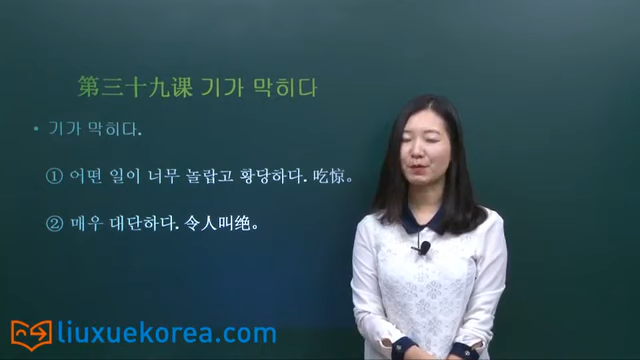 第三十九课 기가 막히다
• 기가 막히다.
① 어떤 일이 너무 놀랍고 황당하다. 吃惊。
② 매우 대단하다. 令人叫绝。
liuxuekorea.com